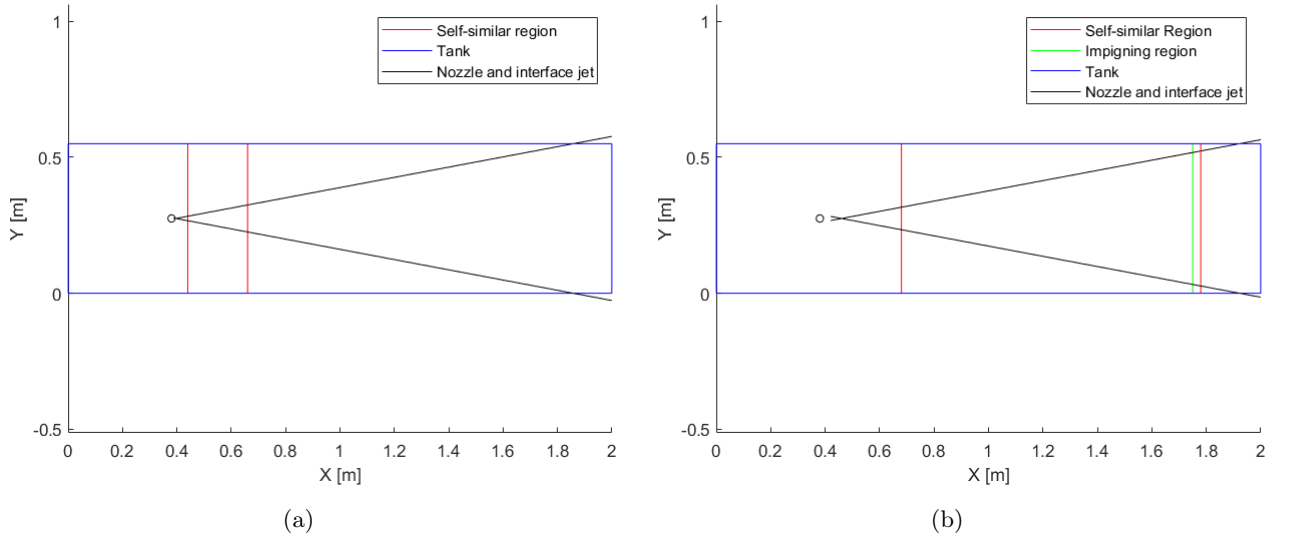 1
0.5
0
-0.5
Y [m]
0
0.2
0.4
0.6
0.8
1
1.2
1.4
1.6
1.8
2
X [m]
Self-similar region
Tank
Nozzle and interface jet
(a)
1
0.5
0
-0.5
Y [m]
0
0.2
0.4
0.6
0.8
1
1.2
1.4
1.6
1.8
2
X [m]
Self-similar Region
Impigning region
Tank
Nozzle and interface jet
(b)